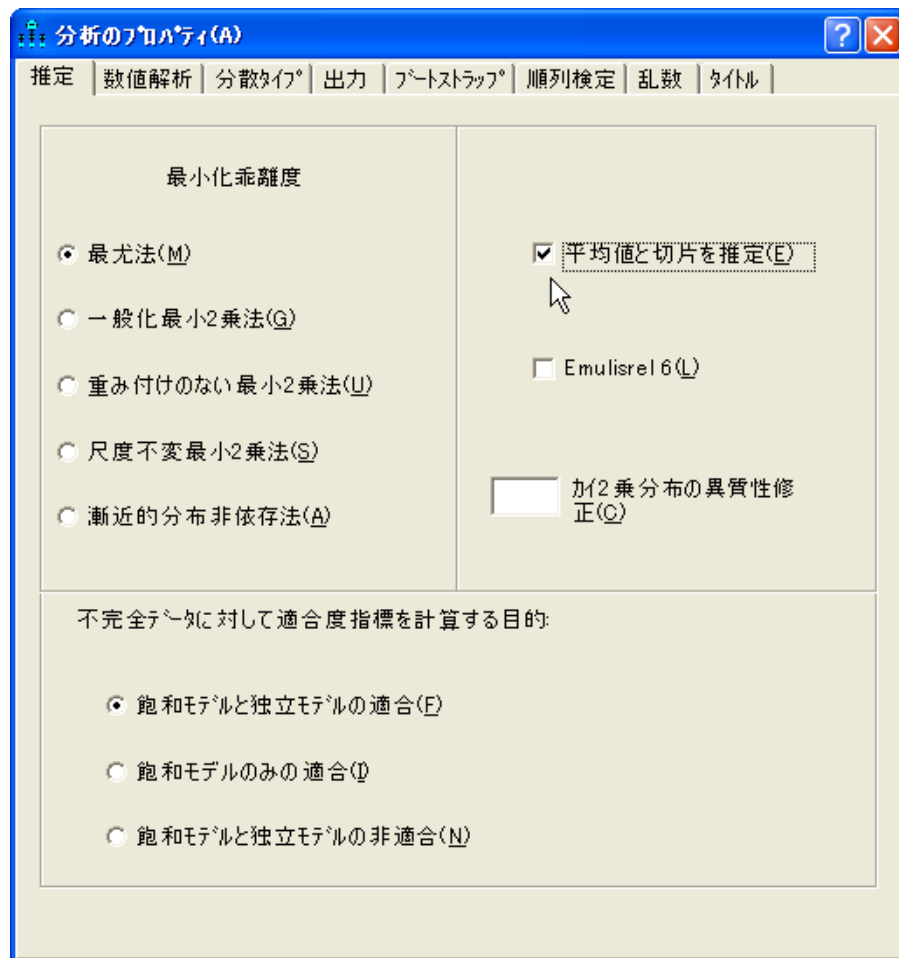 分析のﾌﾟﾛﾊﾟﾃｨ(A)
推定 数値解析 分散ﾀｲﾌﾟ 出力 ﾌﾞｰﾄｽﾄﾗｯﾌﾟ 順列検定 乱数 ﾀｲﾄﾙ
最小化乖離度
最尤法(M)
一般化最小2乗法(G)
重み付けのない最小2乗法(U)
尺度不変最小2乗法(S)
漸近的分布非依存法(A)
平均値と切片を推定(E)
Emulisrel 6(L)
ｶｲ2乗分布の異質性修
正(C)
不完全ﾃﾞｰﾀに対して適合度指標を計算する目的:
飽和ﾓﾃﾞﾙと独立ﾓﾃﾞﾙの適合(F)
飽和モデルのみの適合(I)
飽和ﾓﾃﾞﾙと独立ﾓﾃﾞﾙの非適合(N)